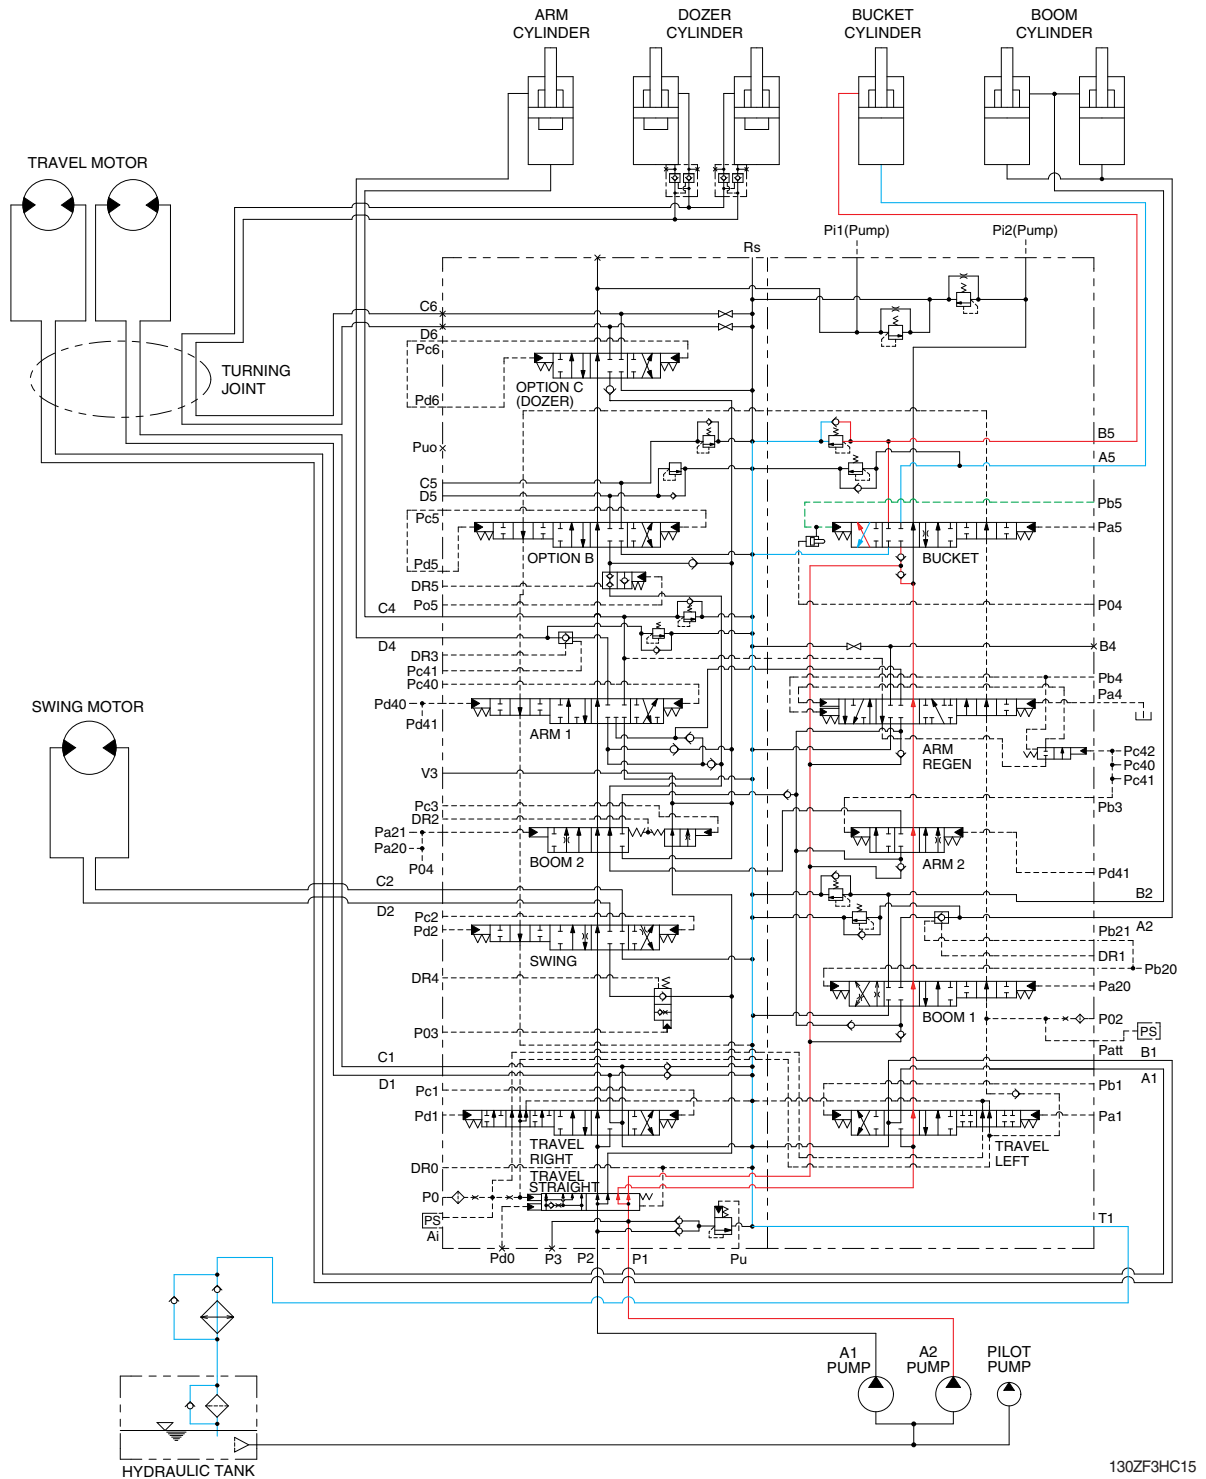 ARM
CYLINDER
DOZER
CYLINDER
BUCKET
CYLINDER
BOOM
CYLINDER
TRAVEL MOTOR
TURNING
JOINT
Rs
Pi1(Pump)
Pi2(Pump)
C6
D6
Pc6
OPTION C
(DOZER)
Pd6
Puo
B5
A5
C5
D5
Pb5
Pc5
Pa5
OPTION B
BUCKET
Pd5
DR5
Po5
P04
C4
D4
B4
DR3
Pc41
Pc40
Pb4
Pa4
Pd40
Pd41
SWING MOTOR
ARM 1
ARM
REGEN
Pc42
Pc40
Pc41
V3
Pc3
DR2
Pb3
Pa21
Pa20
P04
BOOM 2
ARM 2
Pd41
C2
B2
D2
A2
Pc2
Pd2
Pb21
SWING
DR1
Pb20
DR4
Pa20
BOOM 1
P03
P02
PS
Patt
C1
B1
D1
A1
Pc1
Pb1
Pd1
Pa1
TRAVEL
RIGHT
TRAVEL
LEFT
DR0
TRAVEL
STRAIGHT
P0
PS
Ai
T1
Pd0
P3
P2
P1
Pu
A1
PUMP
A2
PUMP
PILOT
PUMP
HYDRAULIC TANK
130ZF3HC15